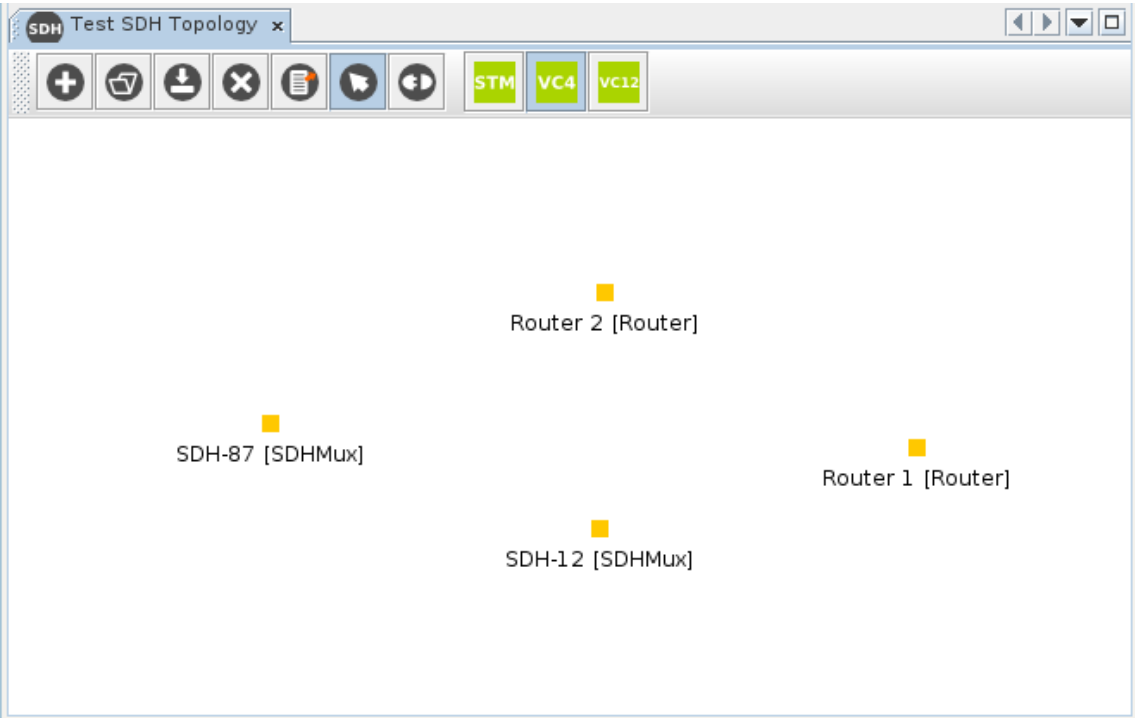 SDH Test SDH Topology x
STM VC4 VC12
Router 2 [Router]
SDH-87 [SDHMux]
Router 1 [Router]
SDH-12 [SDHMux]